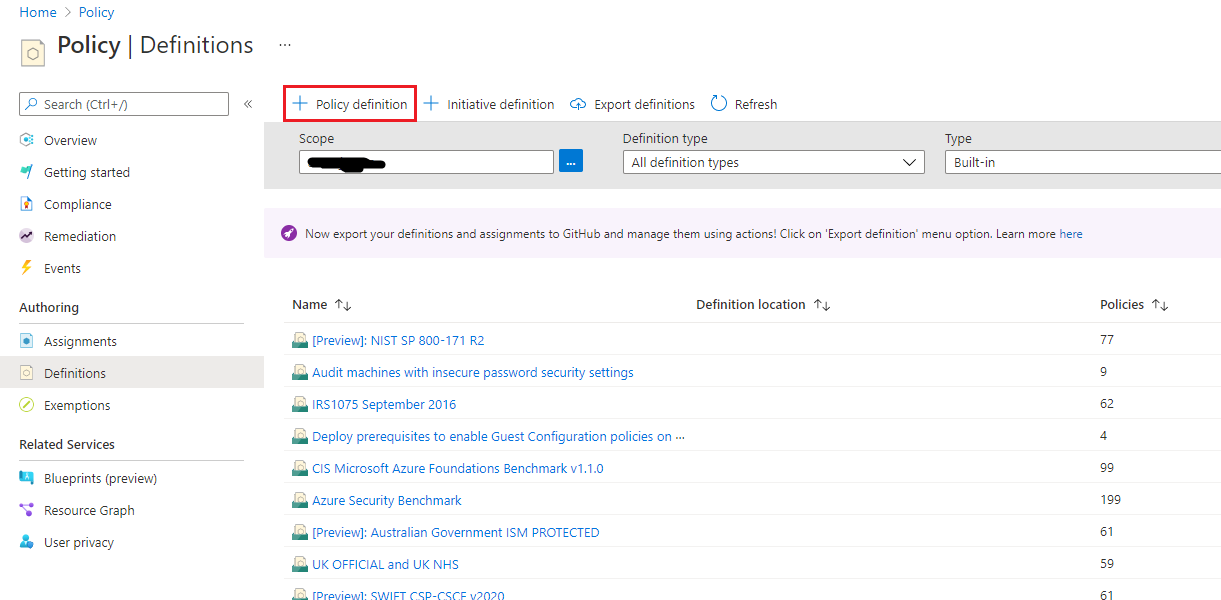 Home > Policy
Policy | Definitions ...
Search (Ctrl+/) «
Overview
Getting started
Compliance
Remediation
Events
Authoring
Assignments
Definitions
Exemptions
Related Services
Blueprints (preview)
Resource Graph
User privacy
+ Policy definition + Initiative definition Export definitions Refresh
Scope Definition type Type
... All definition types Built-in
Now export your definitions and assignments to GitHub and manage them using actions! Click on 'Export definition' menu option. Learn more here
Name ↑↓ Definition location ↑↓ Policies ↑↓
[Preview]: NIST SP 800-171 R2 77
Audit machines with insecure password security settings 9
IRS1075 September 2016 62
Deploy prerequisites to enable Guest Configuration policies on ... 4
CIS Microsoft Azure Foundations Benchmark v1.1.0 99
Azure Security Benchmark 199
[Preview]: Australian Government ISM PROTECTED 61
UK OFFICIAL and UK NHS 59
[Preview]: SWIFT CSP-CSCF v2020 61